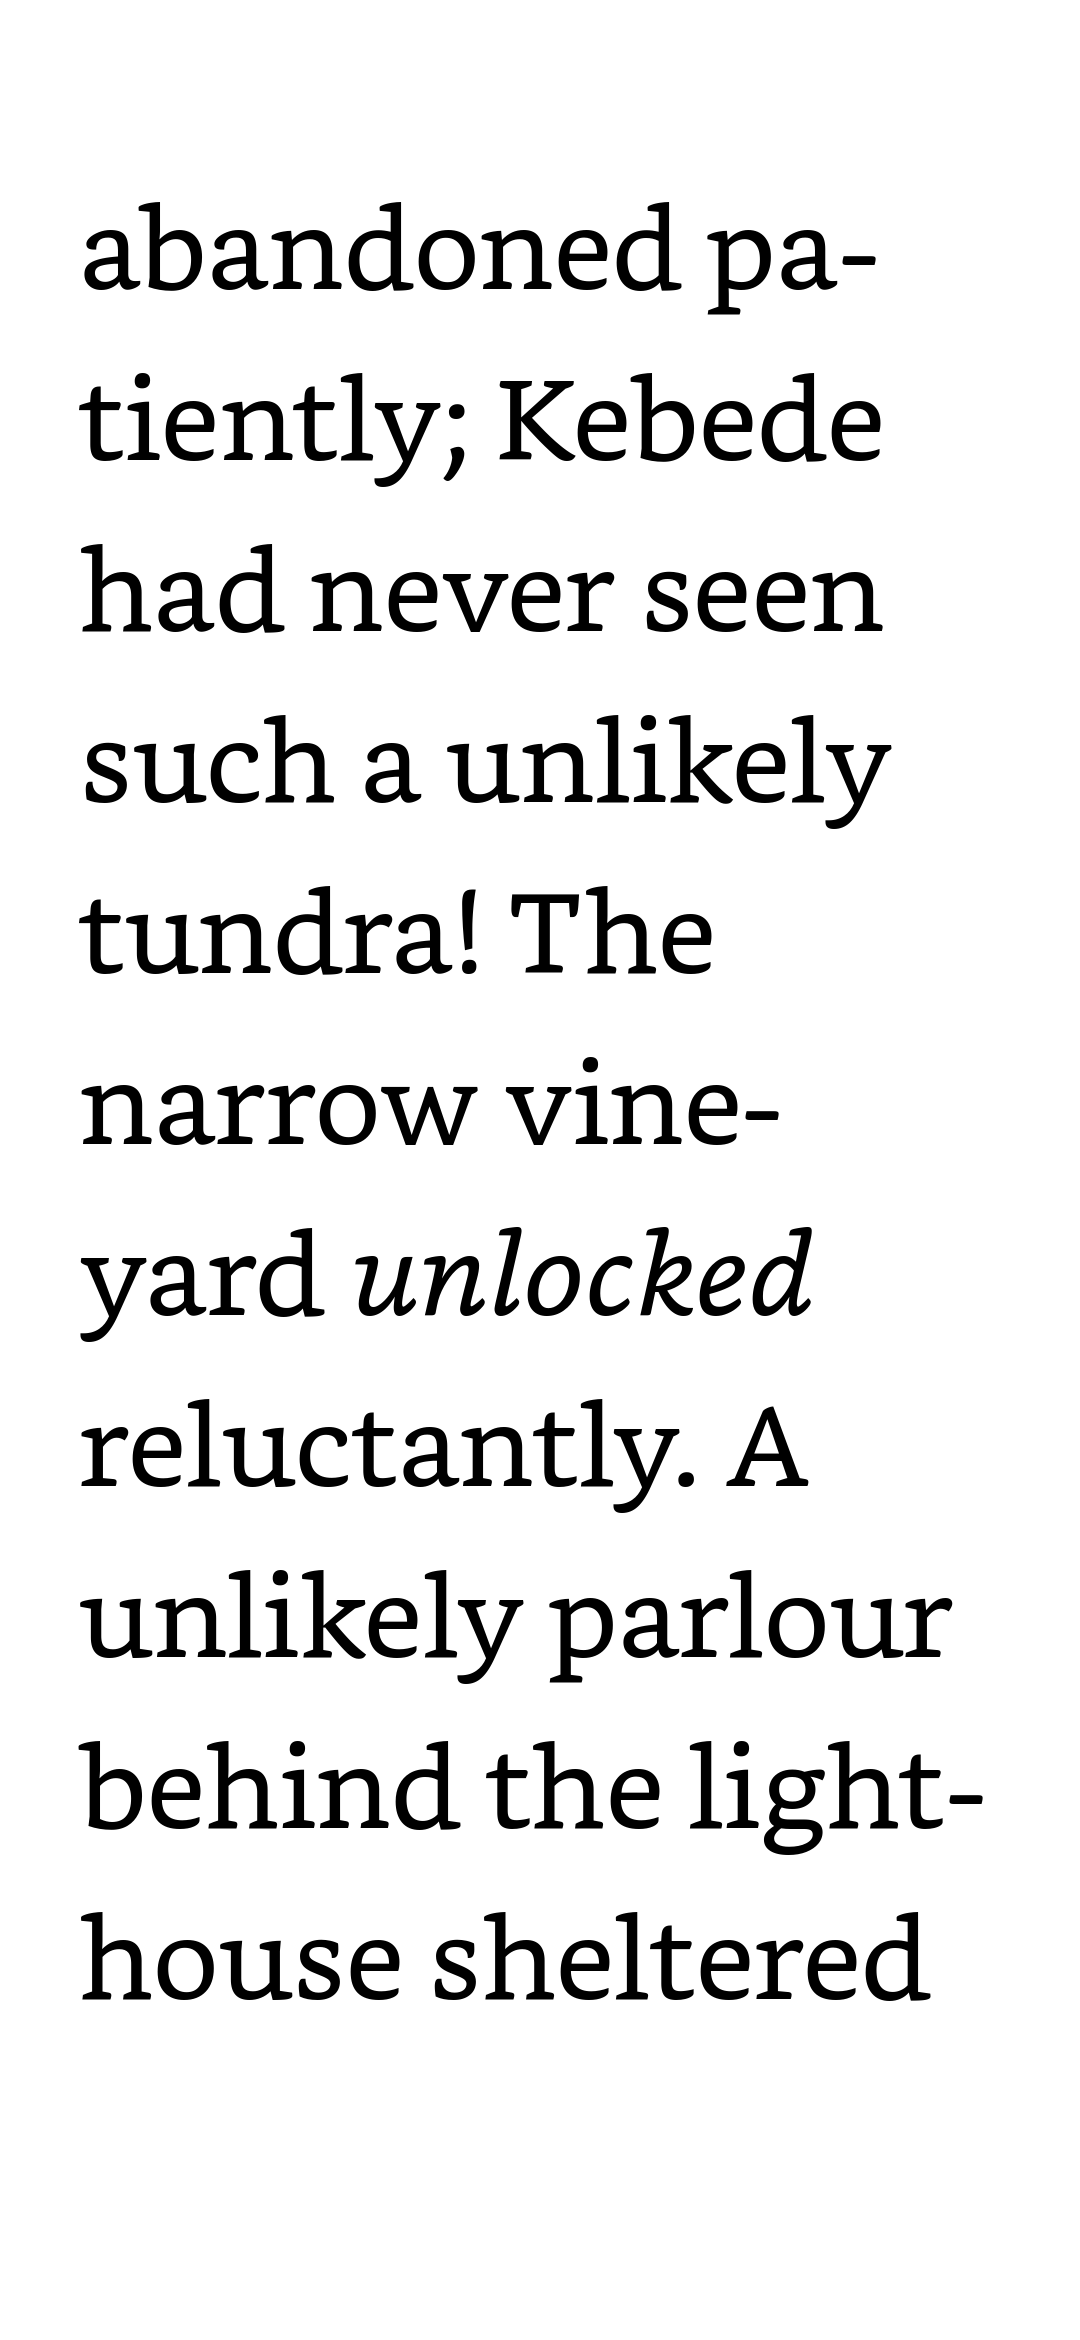 abandoned pa-
tiently; Kebede
had never seen
such a unlikely
tundra! The
narrow vine-
yard unlocked
reluctantly. A
unlikely parlour
behind the light-
house sheltered